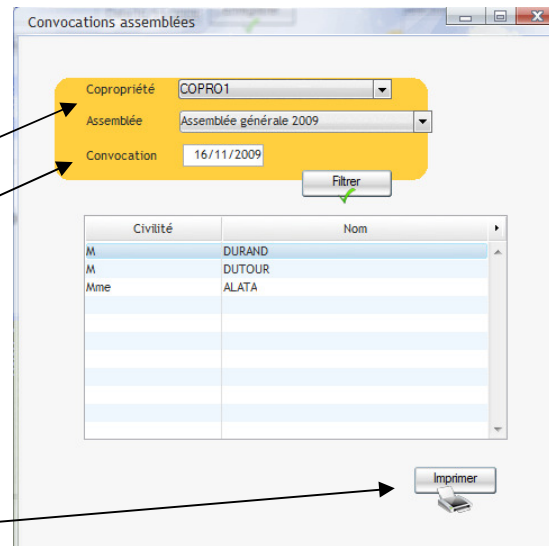 Convocations assemblées
Copropriété COPRO1
Assemblée Assemblée générale 2009
Convocation 16/11/2009
Filtrer
Civilité Nom
M DURAND
M DUTOUR
Mme ALATA
Imprimer